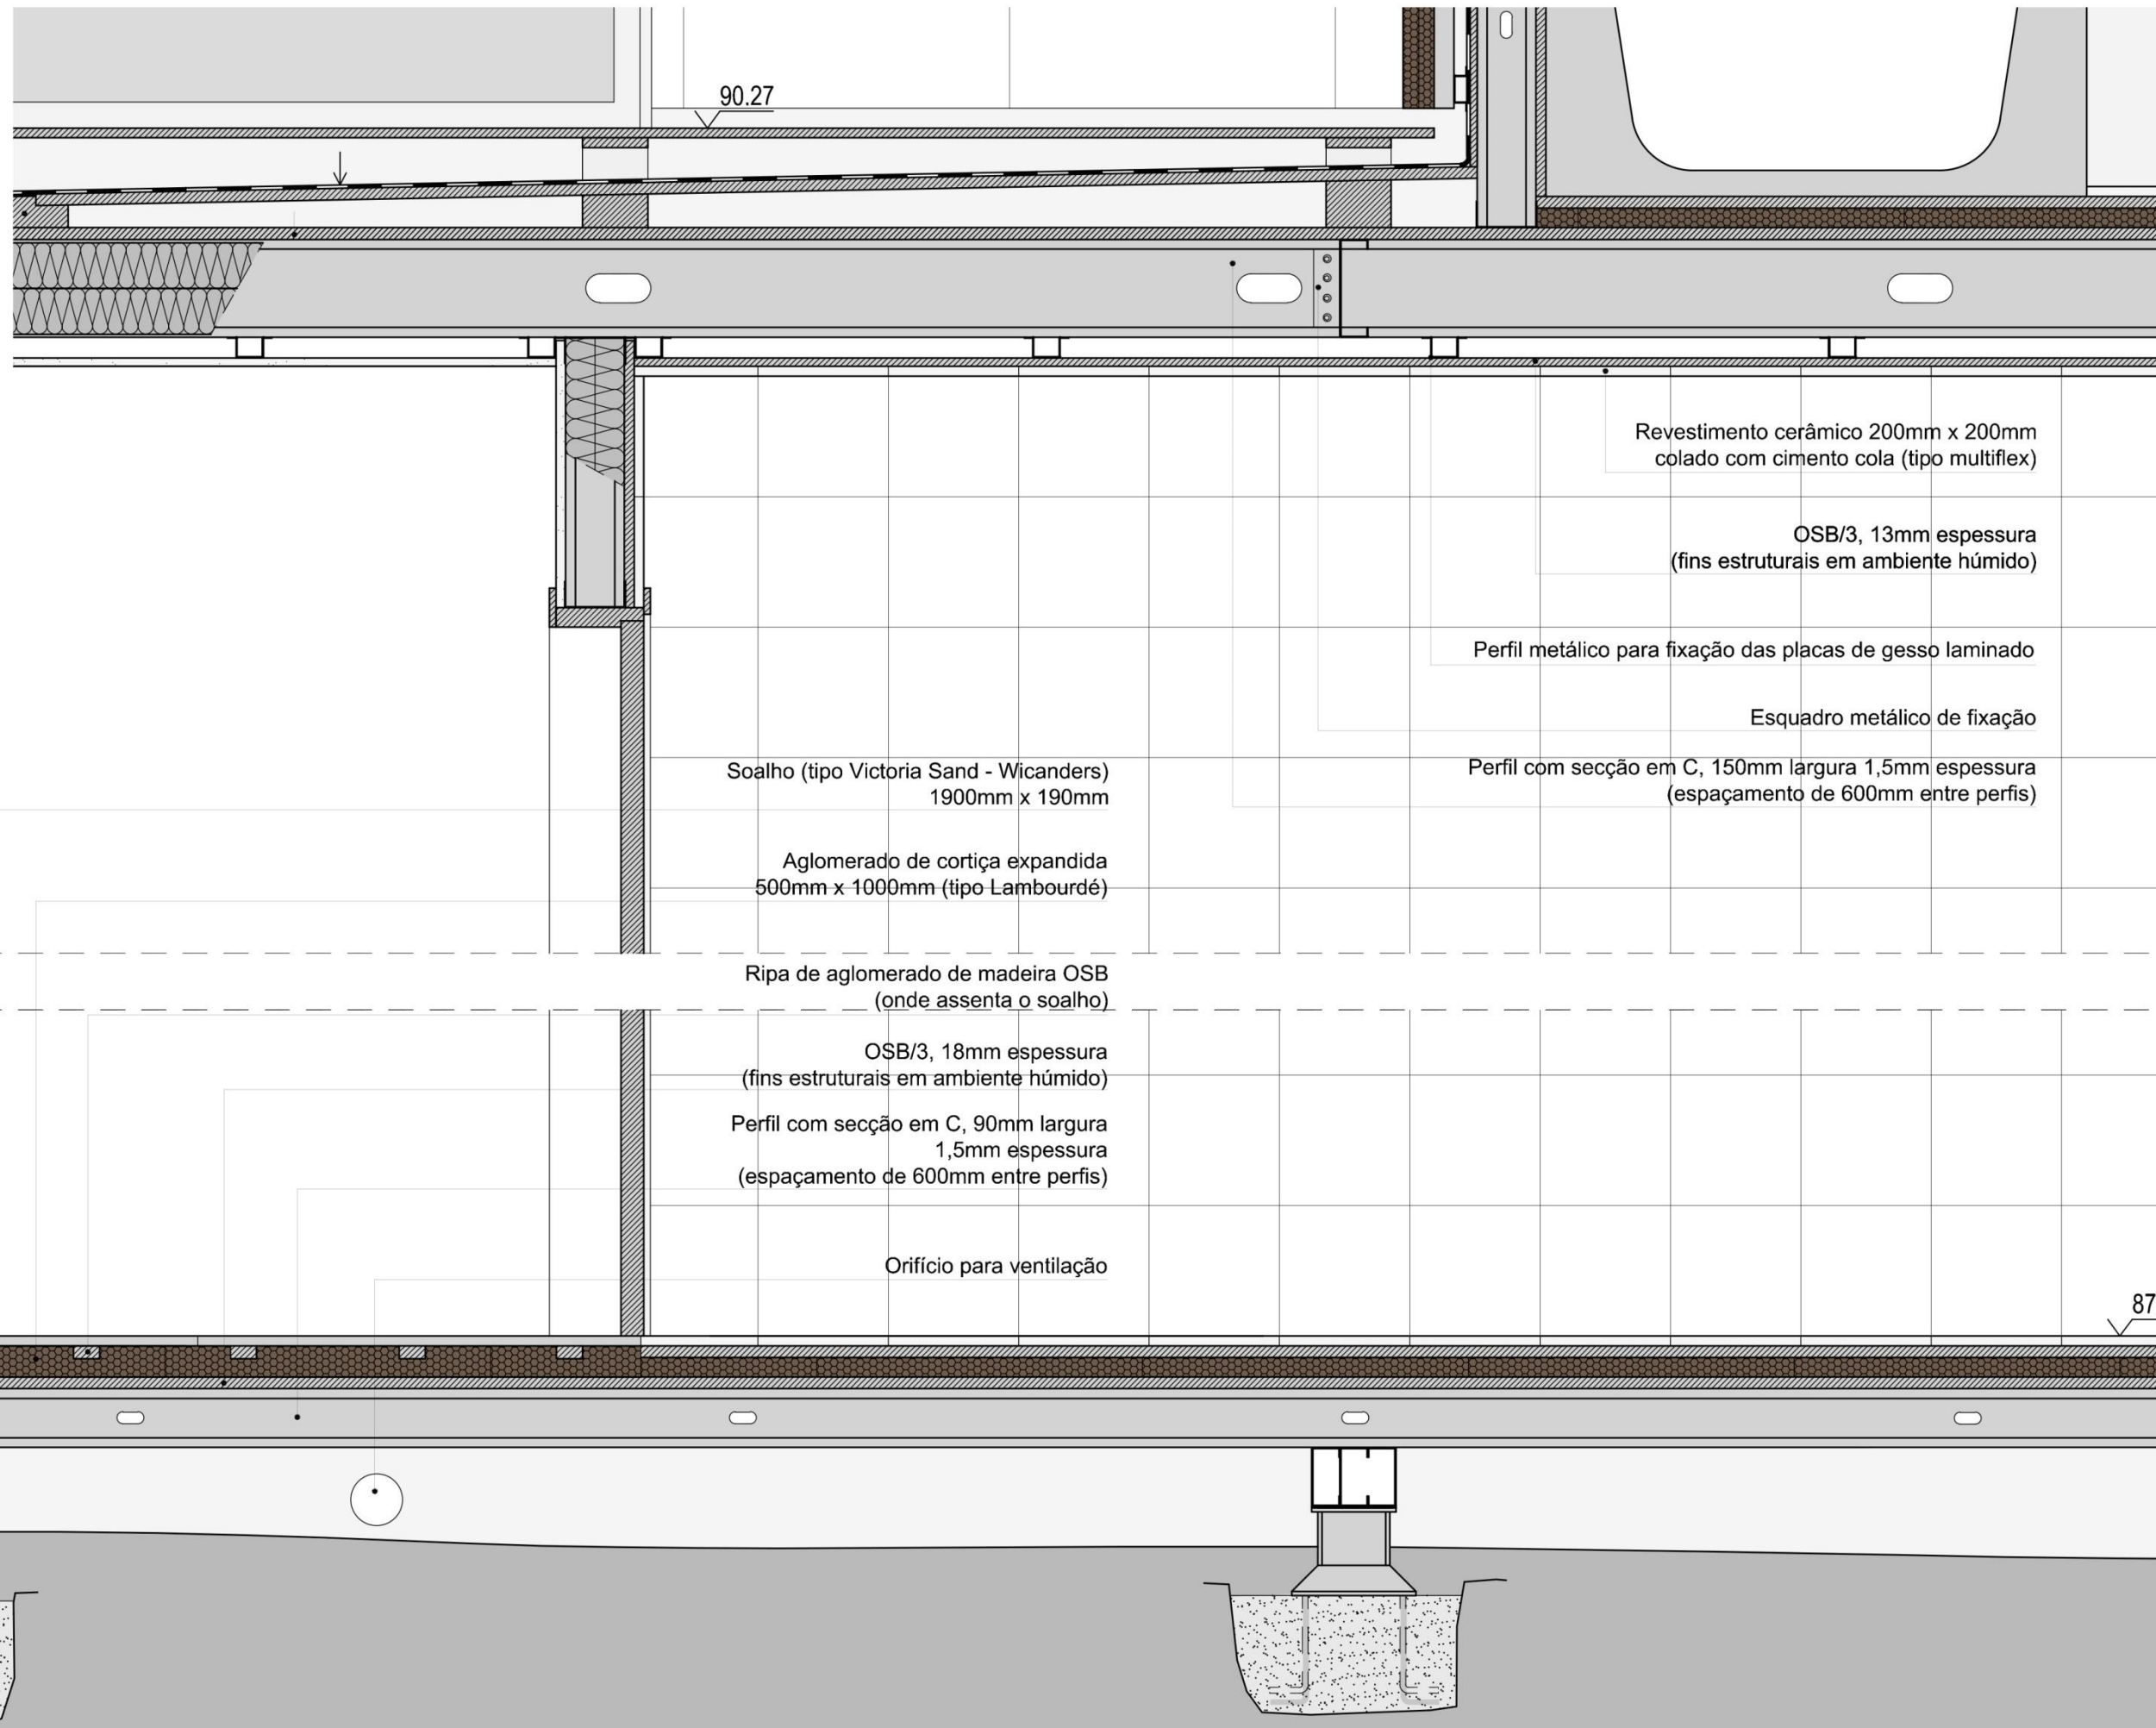 90.27
Revestimento cerâmico 200mm x 200mm
colado com cimento cola (tipo multiflex)
OSB/3, 13mm espessura
(fins estruturais em ambiente húmido)
Perfil metálico para fixação das placas de gesso laminado
Esquadro metálico de fixação
Perfil com secção em C, 150mm largura 1,5mm espessura
(espaçamento de 600mm entre perfis)
Soalho (tipo Victoria Sand - Wicanders)
1900mm x 190mm
Aglomerado de cortiça expandida
500mm x 1000mm (tipo Lambourdé)
Ripa de aglomerado de madeira OSB
(onde assenta o soalho)
OSB/3, 18mm espessura
(fins estruturais em ambiente húmido)
Perfil com secção em C, 90mm largura
1,5mm espessura
(espaçamento de 600mm entre perfis)
Orifício para ventilação
87